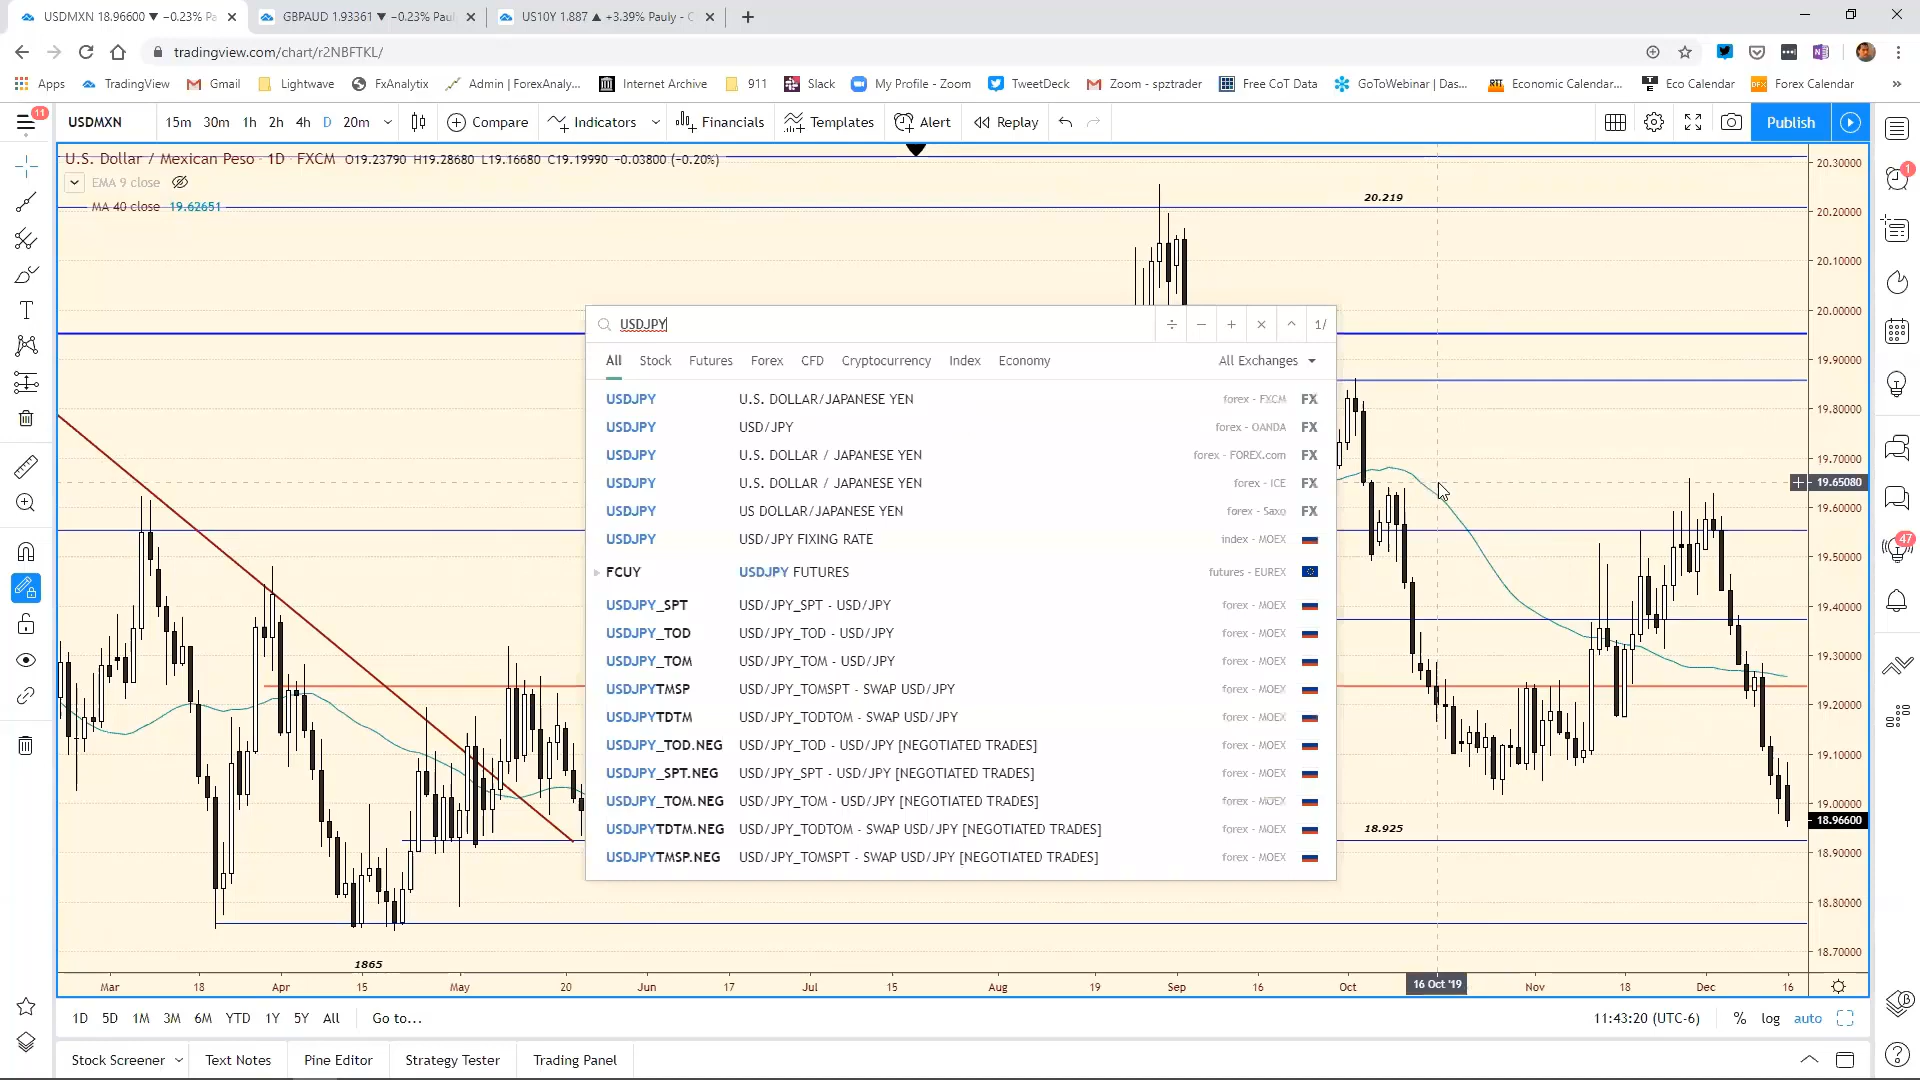 USDMXN 18.96600 ▼ −0.23% Pa
GBPAUD 1.93361 ▼ −0.23% Paul
US10Y 1.887 ▲ +3.39% Pauly - C
tradingview.com/chart/r2NBFTKL/
Apps TradingView Gmail Lightwave FxAnalytix Admin | ForexAnaly... Internet Archive 911 Slack My Profile - Zoom TweetDeck Zoom - spztrader Free CoT Data GoToWebinar | Das... RTT Economic Calendar... Eco Calendar Forex Calendar »
11
USDMXN 15m 30m 1h 2h 4h D 20m Compare Indicators Financials Templates Alert Replay Publish
U.S. Dollar / Mexican Peso · 1D · FXCM O19.23790 H19.28680 L19.16680 C19.19990 −0.03800 (−0.20%)
EMA 9 close
MA 40 close 19.62651
20.219
USDJPY
÷ − + × ^ 1/
All Stock Futures Forex CFD Cryptocurrency Index Economy All Exchanges
USDJPY U.S. DOLLAR/JAPANESE YEN forex - FXCM FX
USDJPY USD/JPY forex - OANDA FX
USDJPY U.S. DOLLAR / JAPANESE YEN forex - FOREX.com FX
USDJPY U.S. DOLLAR / JAPANESE YEN forex - ICE FX
USDJPY US DOLLAR/JAPANESE YEN forex - Saxo FX
USDJPY USD/JPY FIXING RATE index - MOEX
FCUY USDJPY FUTURES futures - EUREX
USDJPY_SPT USD/JPY_SPT - USD/JPY forex - MOEX
USDJPY_TOD USD/JPY_TOD - USD/JPY forex - MOEX
USDJPY_TOM USD/JPY_TOM - USD/JPY forex - MOEX
USDJPYTMSP USD/JPY_TOMSPT - SWAP USD/JPY forex - MOEX
USDJPYTDTM USD/JPY_TODTOM - SWAP USD/JPY forex - MOEX
USDJPY_TOD.NEG USD/JPY_TOD - USD/JPY [NEGOTIATED TRADES] forex - MOEX
USDJPY_SPT.NEG USD/JPY_SPT - USD/JPY [NEGOTIATED TRADES] forex - MOEX
USDJPY_TOM.NEG USD/JPY_TOM - USD/JPY [NEGOTIATED TRADES] forex - MOEX
USDJPYTDTM.NEG USD/JPY_TODTOM - SWAP USD/JPY [NEGOTIATED TRADES] forex - MOEX
USDJPYTMSP.NEG USD/JPY_TOMSPT - SWAP USD/JPY [NEGOTIATED TRADES] forex - MOEX
18.925
1865
20.30000
20.20000
20.10000
20.00000
19.90000
19.80000
19.70000
19.65080
19.60000
19.50000
19.40000
19.30000
19.20000
19.10000
19.00000
18.96600
18.90000
18.80000
18.70000
1
47
Mar 18 Apr 15 May 20 Jun 17 Jul 15 Aug 19 Sep 16 Oct 16 Oct '19 Nov 18 Dec 16
1D 5D 1M 3M 6M YTD 1Y 5Y All Go to... 11:43:20 (UTC-6) % log auto
Stock Screener Text Notes Pine Editor Strategy Tester Trading Panel